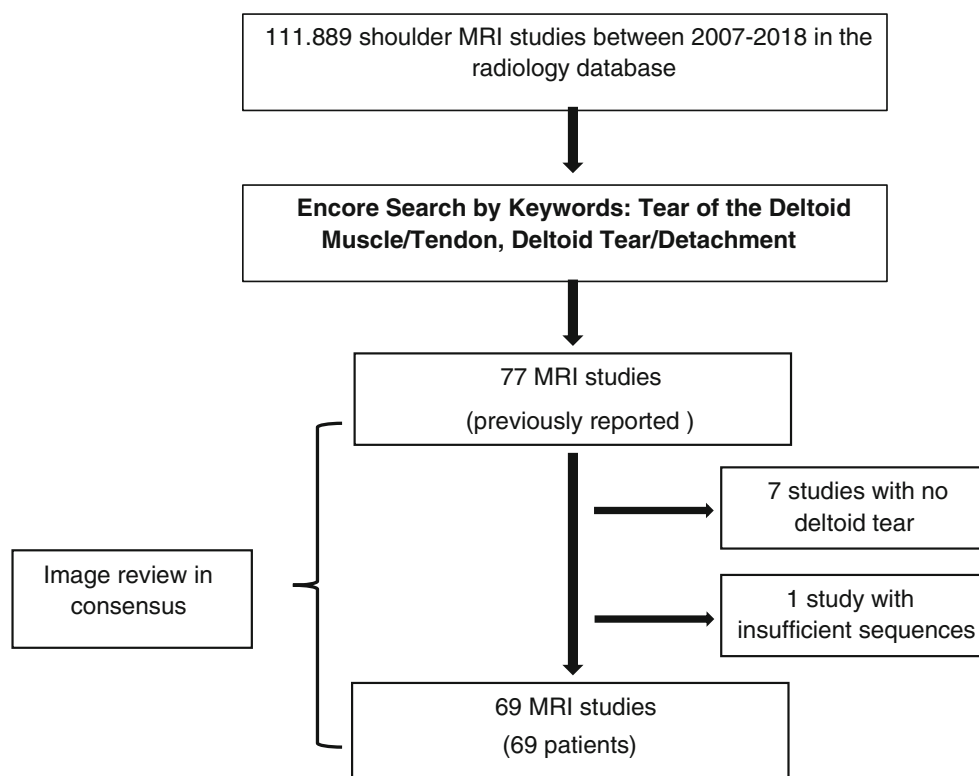 111.889 shoulder MRI studies between 2007-2018 in the
radiology database
Encore Search by Keywords: Tear of the Deltoid
Muscle/Tendon, Deltoid Tear/Detachment
77 MRI studies
(previously reported )
7 studies with no
deltoid tear
Image review in
consensus
1 study with
insufficient sequences
69 MRI studies
(69 patients)